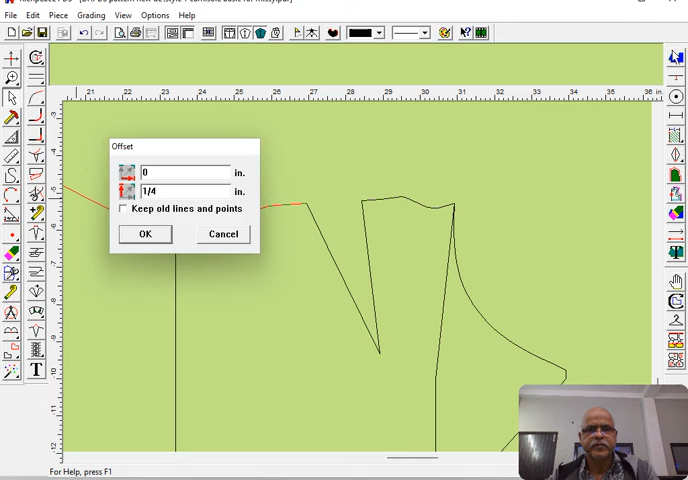 File Edit Piece Grading View Options Help
21 22 23 24 25 26 27 28 29 30 31 32 33 34 35 in.
Offset
0 in.
1/4 in.
Keep old lines and points
OK Cancel
T
For Help, press F1